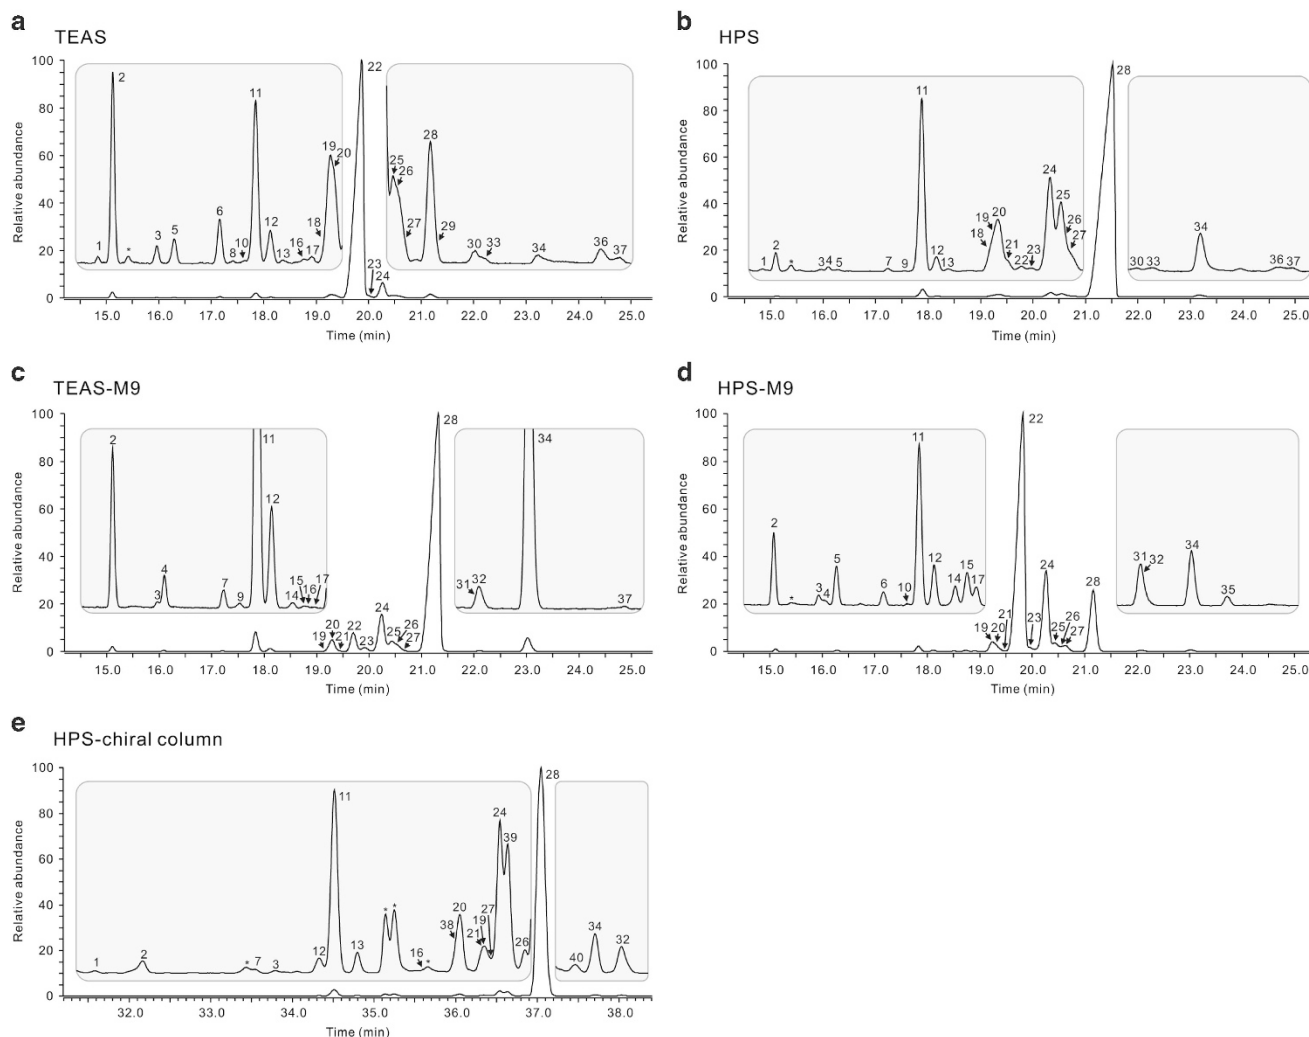 a
TEAS
Relative abundance
100
80
60
40
20
0
1 2 * 3 5 6 8 10 11 12 13 16 17 18 19 20 22 23 24 25 26 27 28 29 30 33 34 36 37
15.0 16.0 17.0 18.0 19.0 20.0 21.0 22.0 23.0 24.0 25.0
Time (min)
b
HPS
Relative abundance
100
80
60
40
20
0
1 2 * 3 4 5 7 9 11 12 13 18 19 20 21 22 23 24 25 26 27 28 30 33 34 36 37
15.0 16.0 17.0 18.0 19.0 20.0 21.0 22.0 23.0 24.0 25.0
Time (min)
c
TEAS-M9
Relative abundance
100
80
60
40
20
0
2 3 4 7 9 11 12 14 15 16 17 19 20 21 22 23 24 25 26 27 28 31 32 34 37
15.0 16.0 17.0 18.0 19.0 20.0 21.0 22.0 23.0 24.0 25.0
Time (min)
d
HPS-M9
Relative abundance
100
80
60
40
20
0
2 * 3 4 5 6 10 11 12 14 15 17 19 20 21 22 23 24 25 26 27 28 31 32 34 35
15.0 16.0 17.0 18.0 19.0 20.0 21.0 22.0 23.0 24.0 25.0
Time (min)
e
HPS-chiral column
Relative abundance
100
80
60
40
20
0
1 2 * 7 3 12 11 13 * * 16 * 38 20 21 19 27 24 39 26 28 40 34 32
32.0 33.0 34.0 35.0 36.0 37.0 38.0
Time (min)